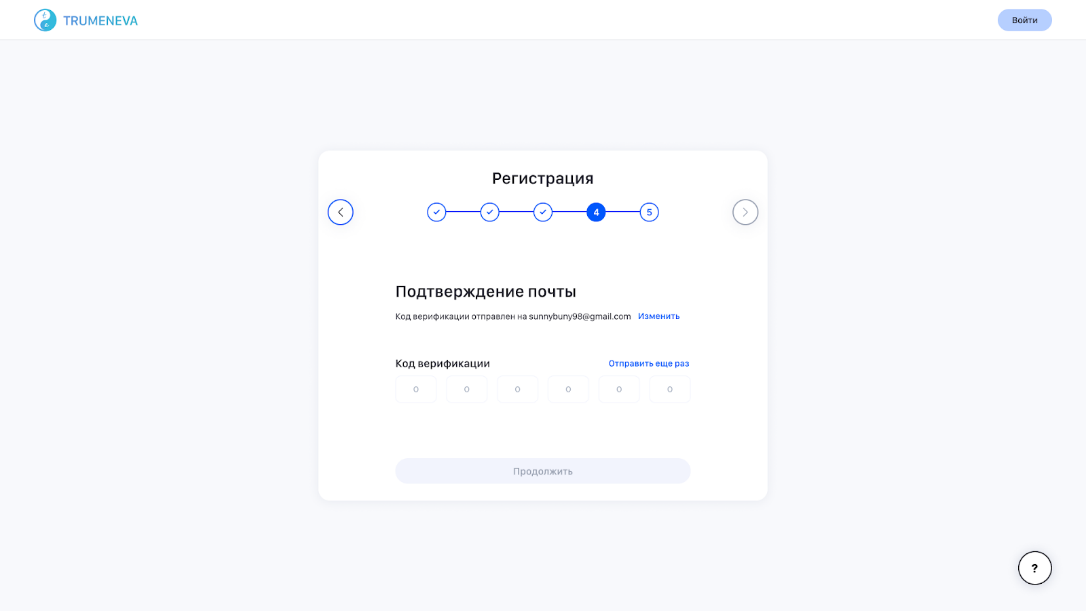 TRUMENEVA
Войти
Регистрация
4
5
Подтверждение почты
Код верификации отправлен на sunnybuny98@gmail.com Изменить
Код верификации Отправить еще раз
0 0 0 0 0 0
Продолжить
?